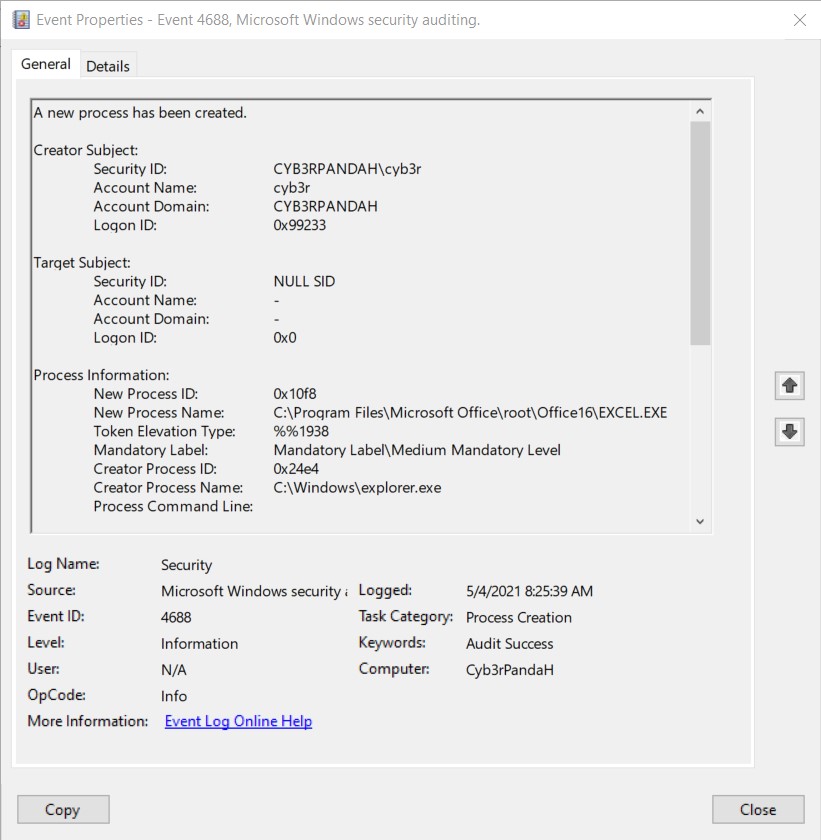 Event Properties - Event 4688, Microsoft Windows security auditing.
General Details
A new process has been created.
Creator Subject:
Security ID: CYB3RPANDAH\cyb3r
Account Name: cyb3r
Account Domain: CYB3RPANDAH
Logon ID: 0x99233
Target Subject:
Security ID: NULL SID
Account Name: -
Account Domain: -
Logon ID: 0x0
Process Information:
New Process ID: 0x10f8
New Process Name: C:\Program Files\Microsoft Office\root\Office16\EXCEL.EXE
Token Elevation Type: %%1938
Mandatory Label: Mandatory Label\Medium Mandatory Level
Creator Process ID: 0x24e4
Creator Process Name: C:\Windows\explorer.exe
Process Command Line:
Log Name: Security
Source: Microsoft Windows security Logged: 5/4/2021 8:25:39 AM
Event ID: 4688 Task Category: Process Creation
Level: Information Keywords: Audit Success
User: N/A Computer: Cyb3rPandaH
OpCode: Info
More Information: Event Log Online Help
Copy Close